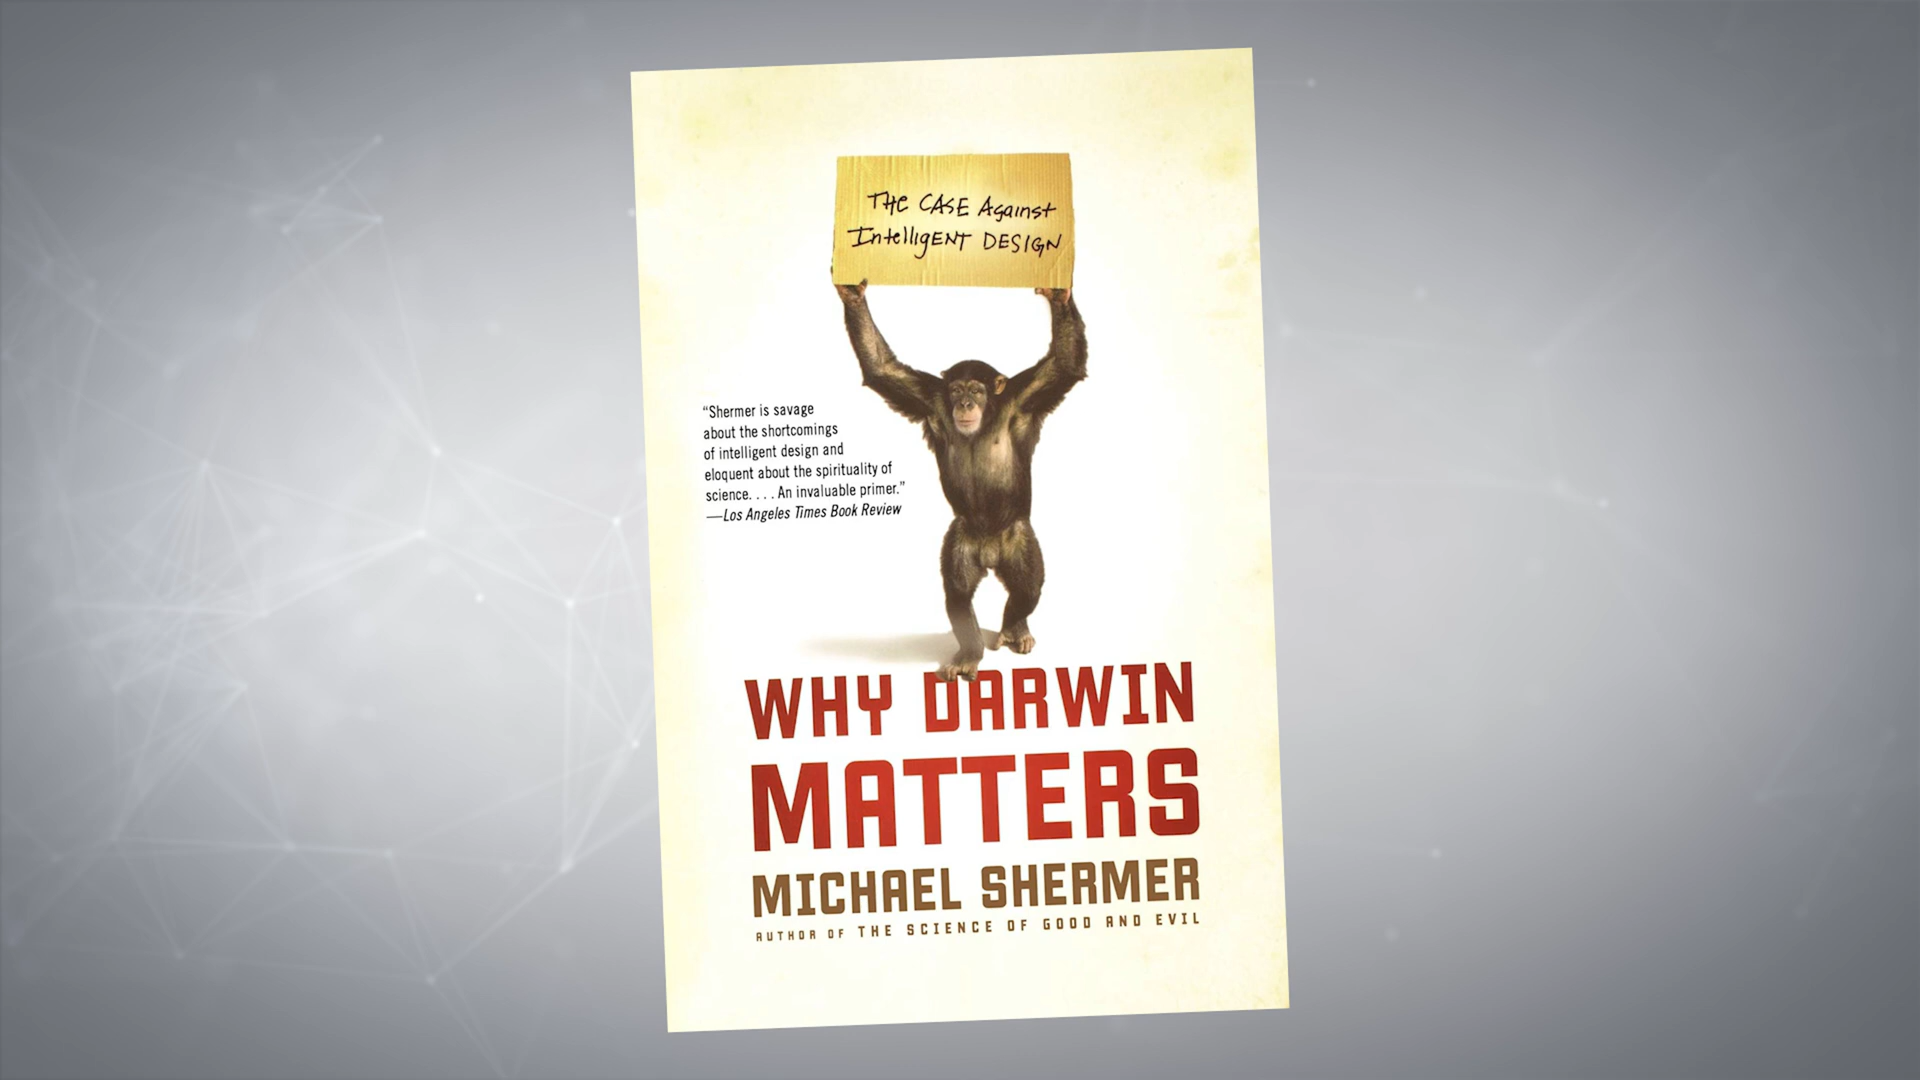 THE CASE Against
Intelligent DESIGN
“Shermer is savage
about the shortcomings
of intelligent design and
eloquent about the spirituality of
science. . . . An invaluable primer.”
—Los Angeles Times Book Review
WHY DARWIN
MATTERS
MICHAEL SHERMER
AUTHOR OF THE SCIENCE OF GOOD AND EVIL